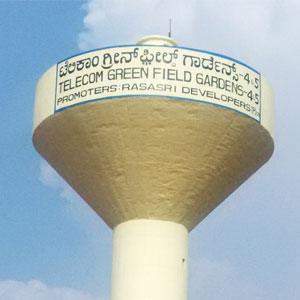 ಟೆಲಿಕಾಂ ಗ್ರೀನ್‌ಫೀಲ್ಡ್ ಗಾರ್ಡನ್ಸ್-4&5
TELECOM GREEN FIELD GARDENS-4&5
PROMOTERS: RASASRI DEVELOPERS